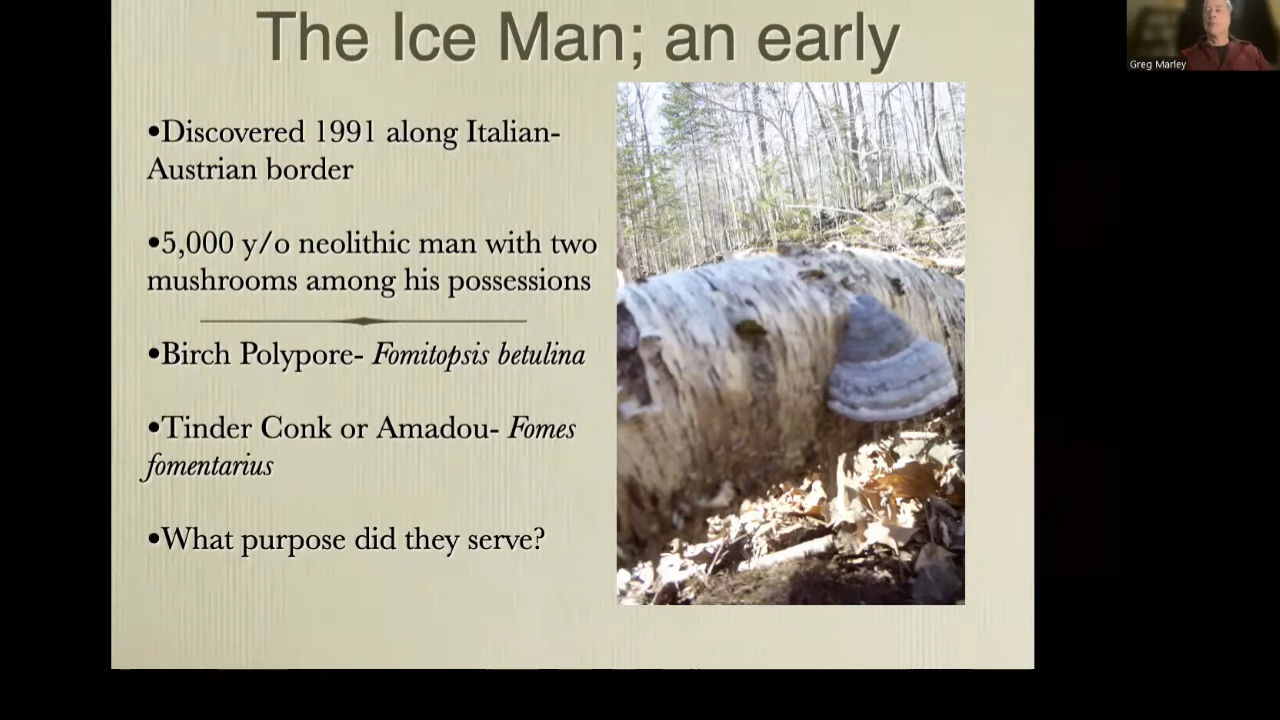 The Ice Man; an early
Greg Marley
•Discovered 1991 along Italian-
Austrian border
•5,000 y/o neolithic man with two
mushrooms among his possessions
•Birch Polypore- Fomitopsis betulina
•Tinder Conk or Amadou- Fomes
fomentarius
•What purpose did they serve?